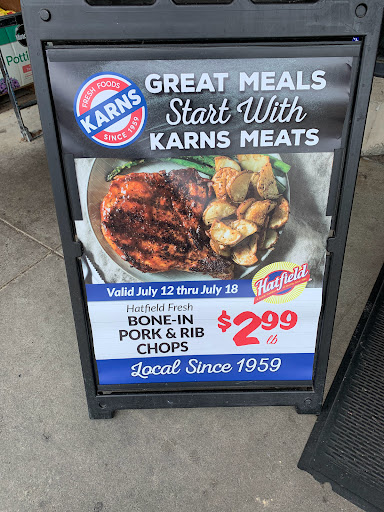 Potti
FRESH FOODS
KARNS
SINCE 1959
GREAT MEALS
Start With
KARNS MEATS
Valid July 12 thru July 18
Hatfield
Hatfield Fresh
BONE-IN
PORK & RIB
CHOPS
$2.99
lb
Local Since 1959